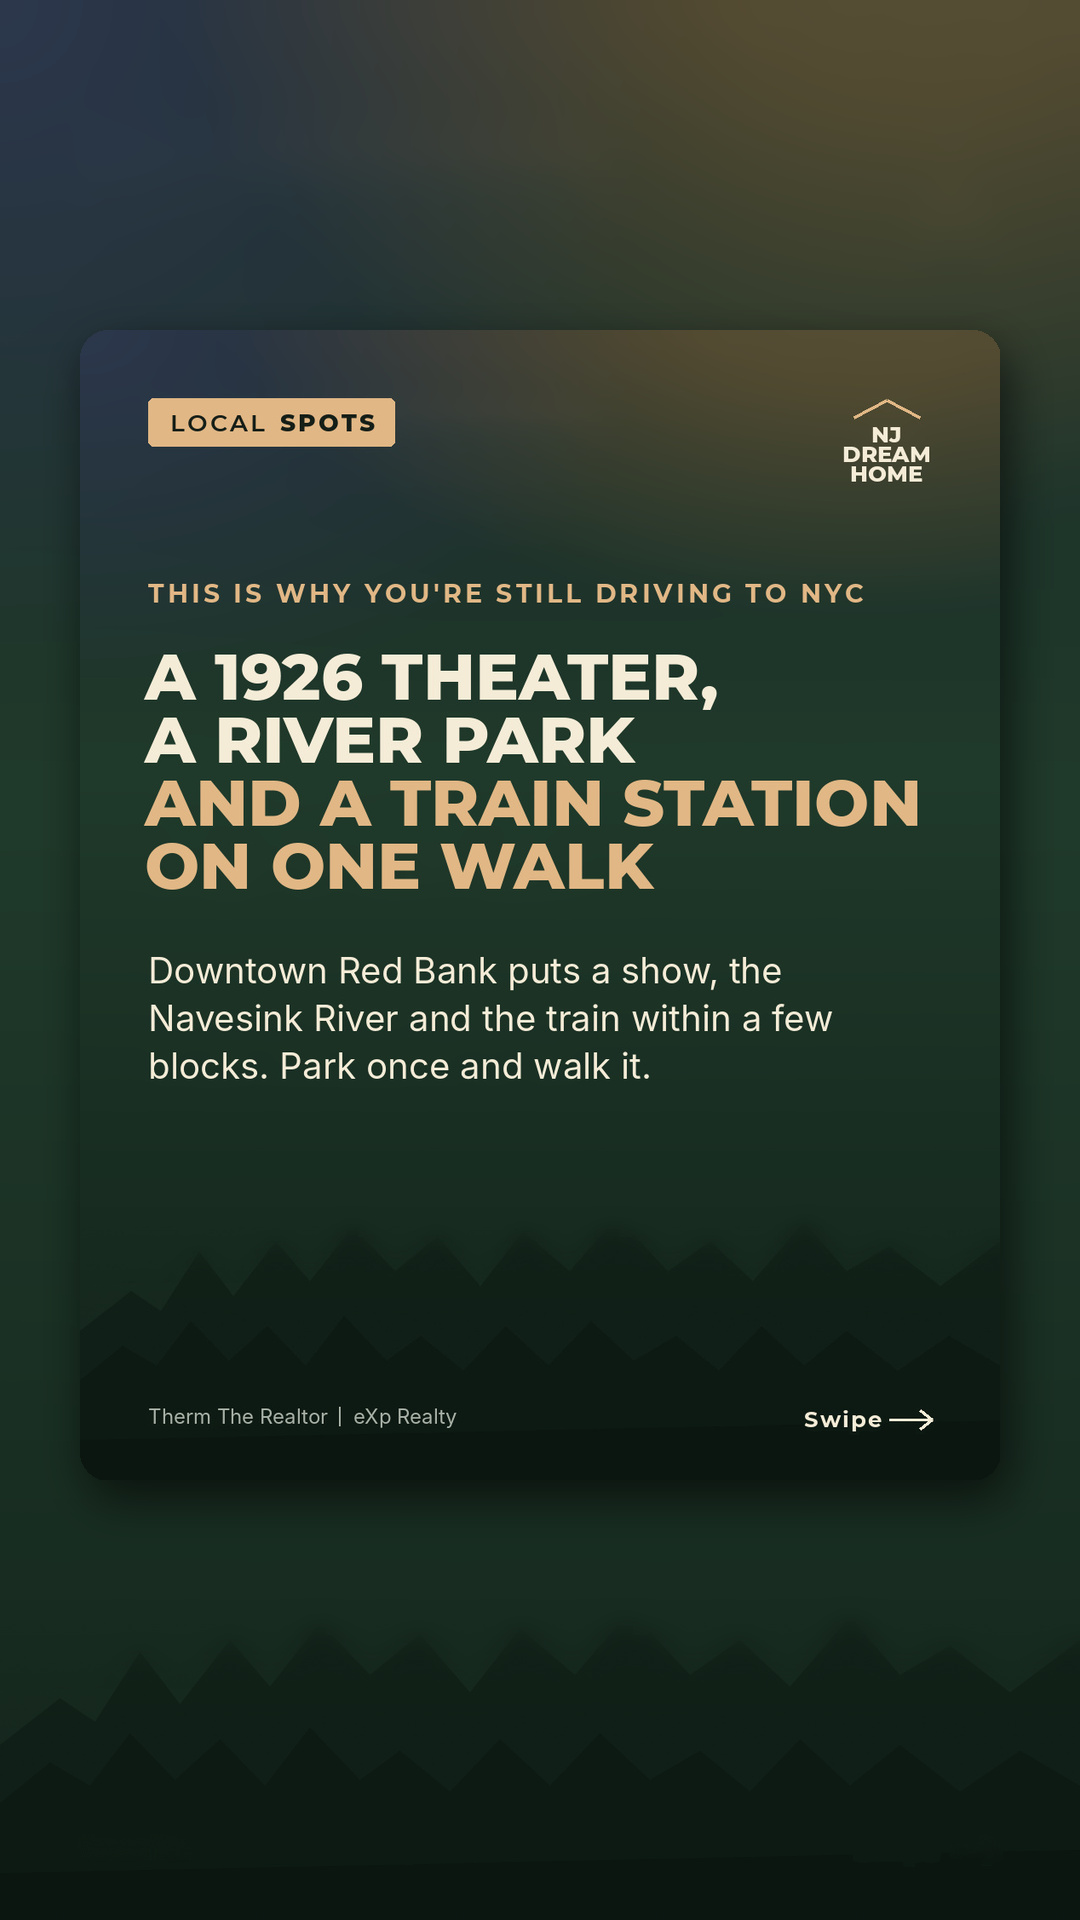 LOCAL SPOTS
NJ
DREAM
HOME
THIS IS WHY YOU'RE STILL DRIVING TO NYC
A 1926 THEATER,
A RIVER PARK
AND A TRAIN STATION
ON ONE WALK
Downtown Red Bank puts a show, the
Navesink River and the train within a few
blocks. Park once and walk it.
Therm The Realtor | eXp Realty
Swipe